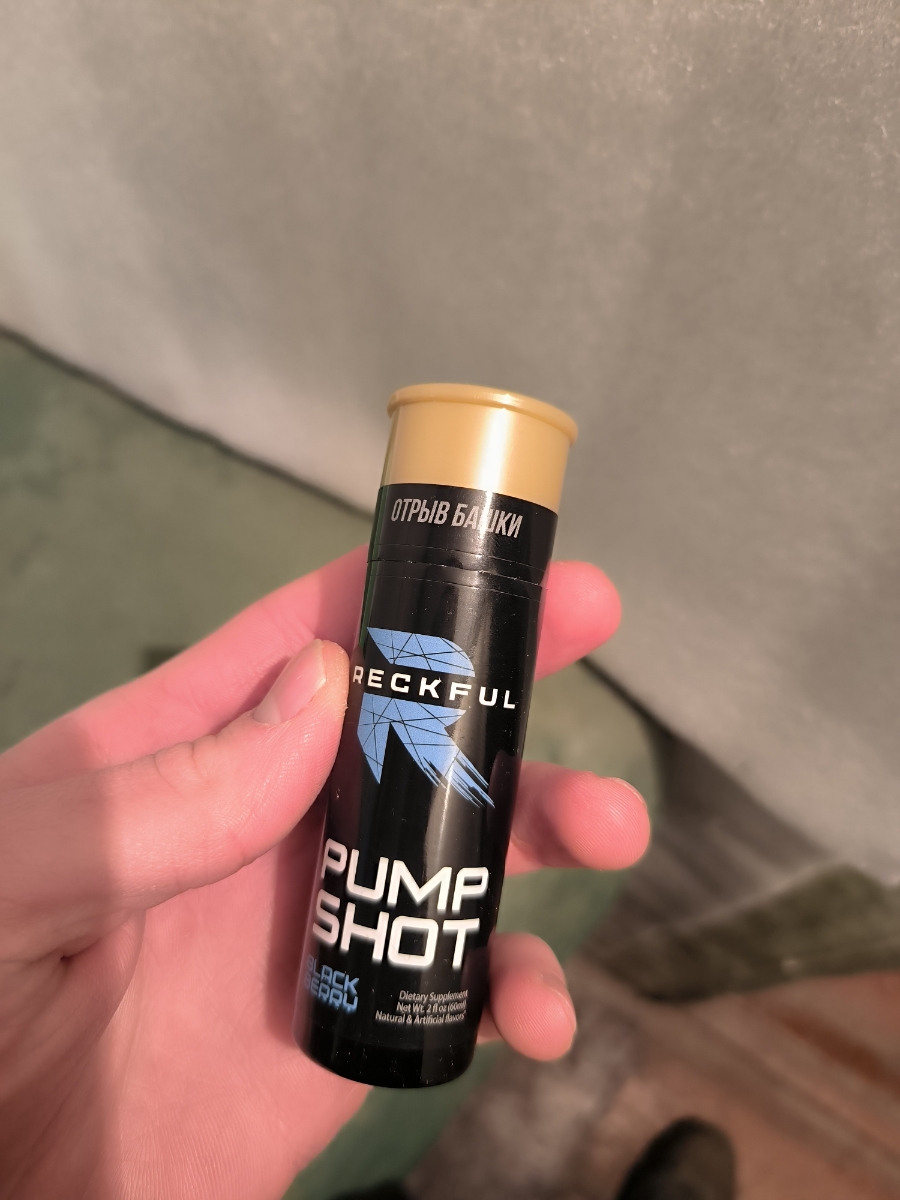 ОТРЫВ БАШКИ
RECKFUL
PUMP
SHOT
BLACK
BERRY
Dietary Supplement
Net Wt. 2 fl oz (60ml)
Natural & Artificial flavors